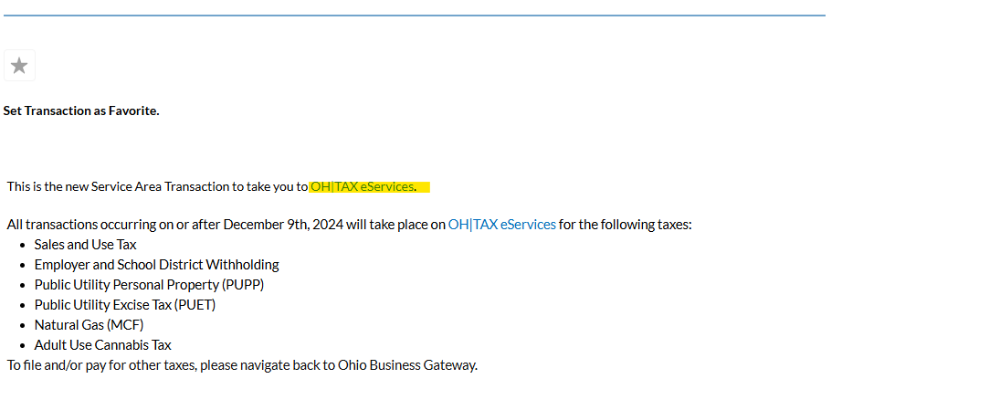 Set Transaction as Favorite.
This is the new Service Area Transaction to take you to OH|TAX eServices.
All transactions occurring on or after December 9th, 2024 will take place on OH|TAX eServices for the following taxes:
• Sales and Use Tax
• Employer and School District Withholding
• Public Utility Personal Property (PUPP)
• Public Utility Excise Tax (PUET)
• Natural Gas (MCF)
• Adult Use Cannabis Tax
To file and/or pay for other taxes, please navigate back to Ohio Business Gateway.